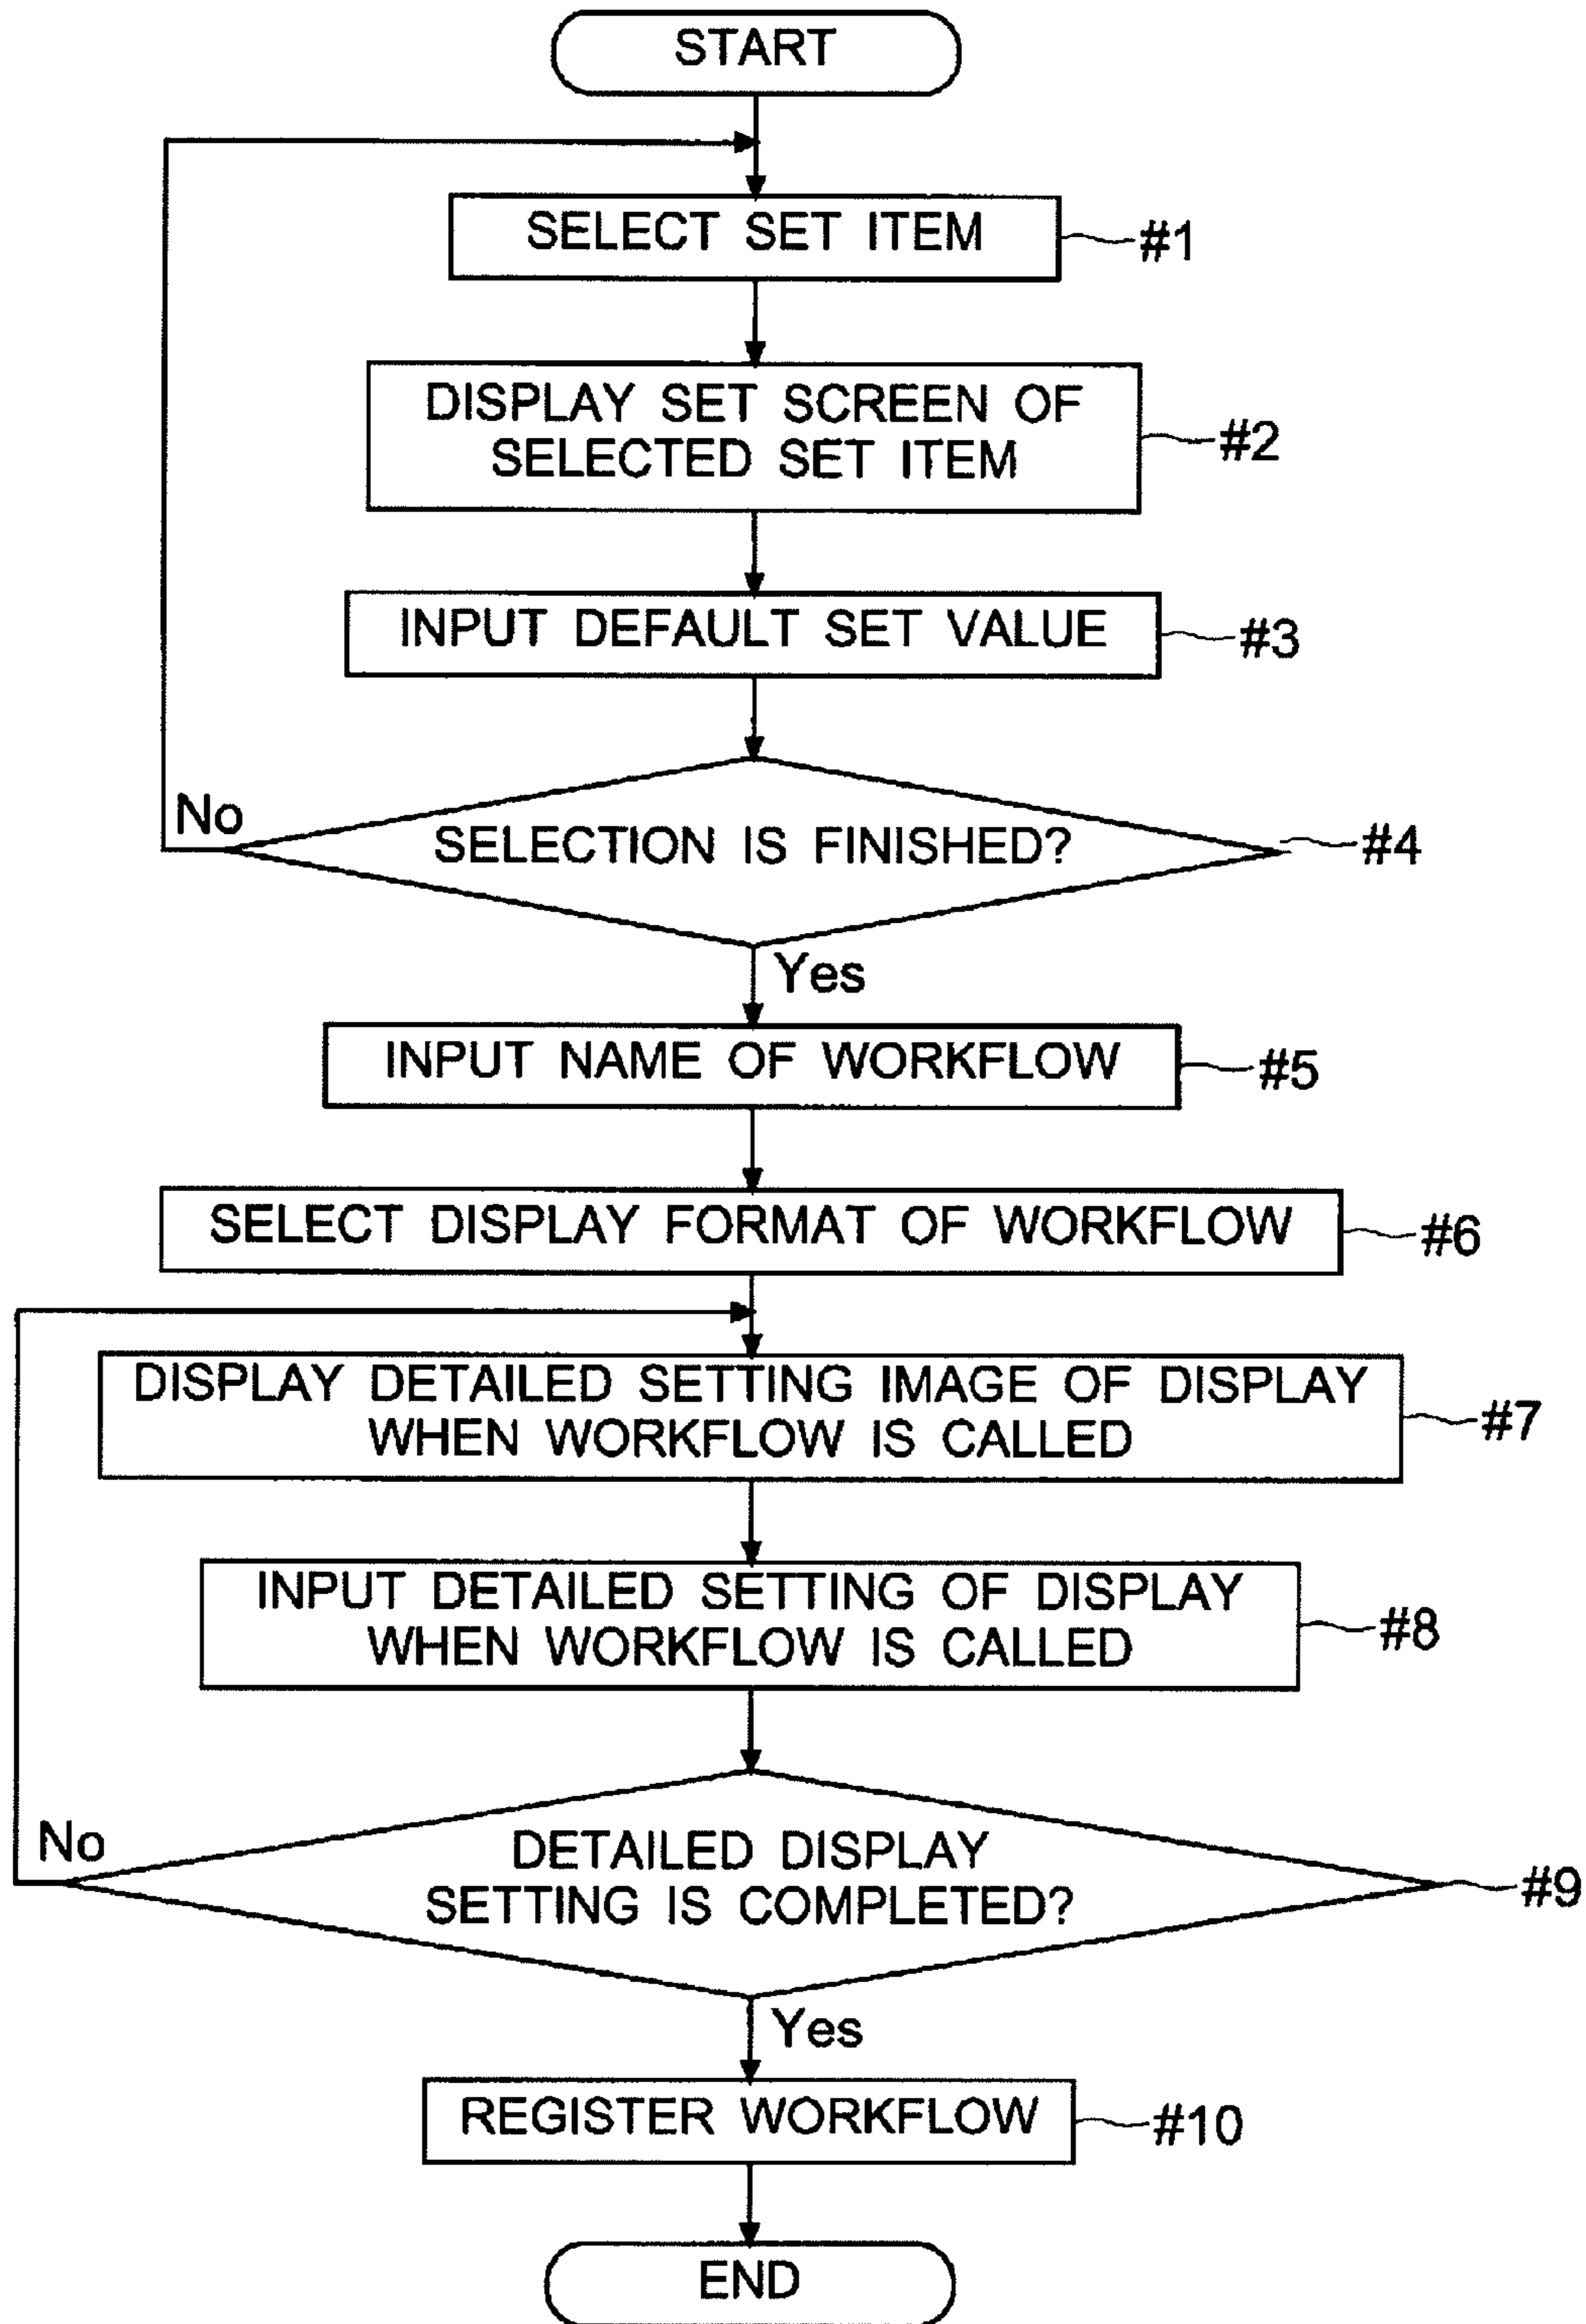 START
SELECT SET ITEM
#1
DISPLAY SET SCREEN OF
SELECTED SET ITEM
#2
INPUT DEFAULT SET VALUE
#3
No
SELECTION IS FINISHED?
#4
Yes
INPUT NAME OF WORKFLOW
#5
SELECT DISPLAY FORMAT OF WORKFLOW
#6
DISPLAY DETAILED SETTING IMAGE OF DISPLAY
WHEN WORKFLOW IS CALLED
#7
INPUT DETAILED SETTING OF DISPLAY
WHEN WORKFLOW IS CALLED
#8
No
DETAILED DISPLAY
SETTING IS COMPLETED?
#9
Yes
REGISTER WORKFLOW
#10
END